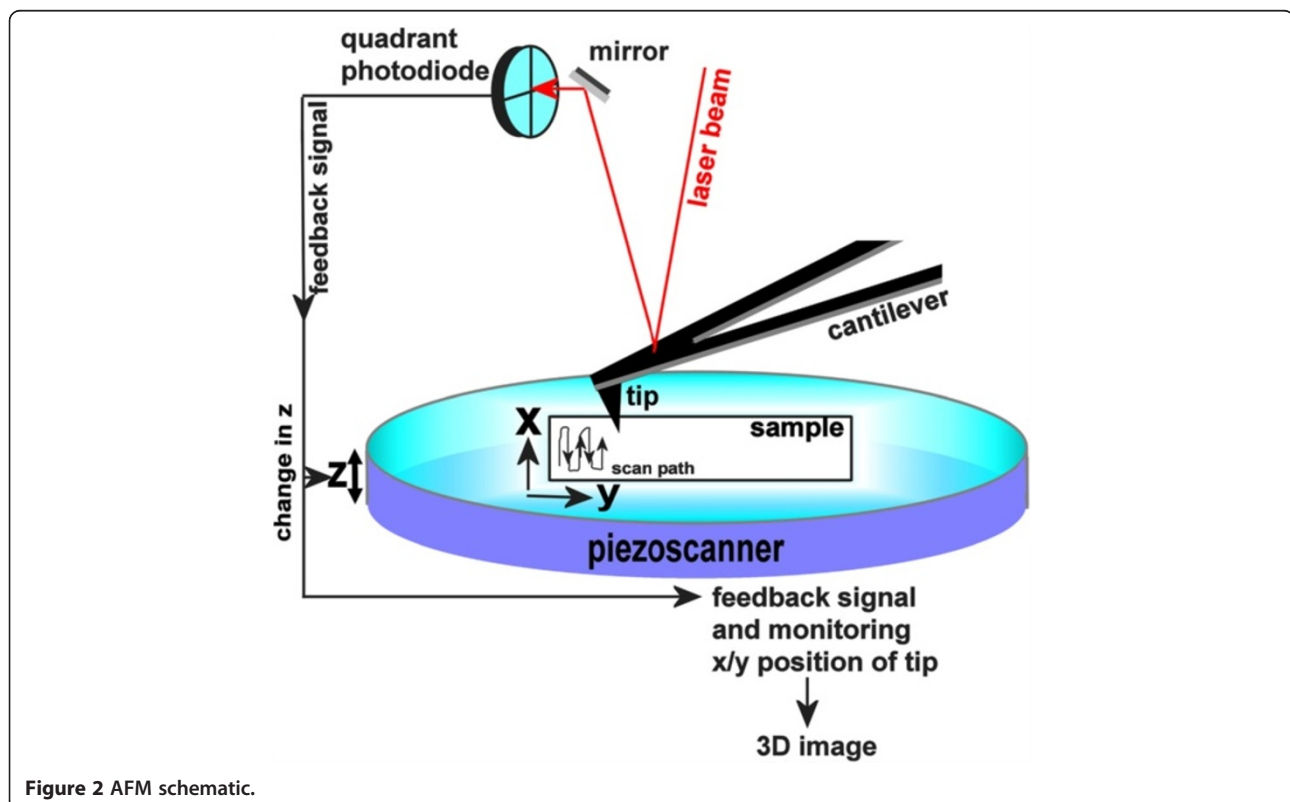 quadrant
photodiode
mirror
laser beam
feedback signal
cantilever
tip
X
sample
scan path
Z
y
change in z
piezoscanner
feedback signal
and monitoring
x/y position of tip
3D image
Figure 2 AFM schematic.